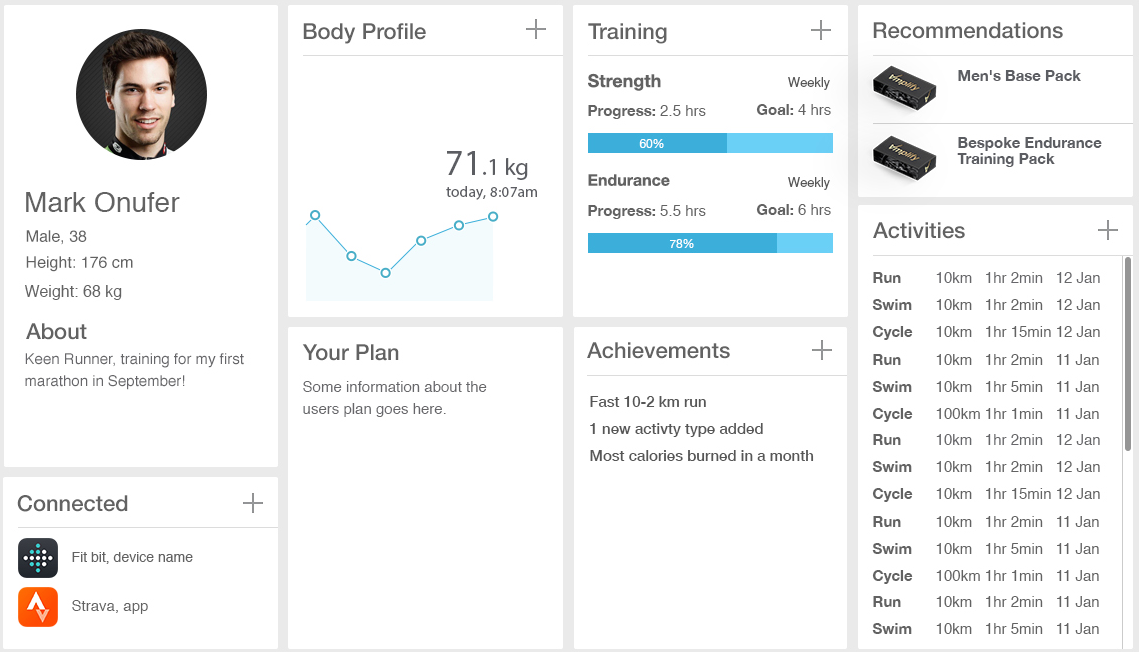 Mark Onufer
Male, 38
Height: 176 cm
Weight: 68 kg
About
Keen Runner, training for my first
marathon in September!
Connected
Fit bit, device name
Strava, app
Body Profile
71.1 kg
today, 8:07am
Your Plan
Some information about the
users plan goes here.
Training
Strength Weekly
Progress: 2.5 hrs Goal: 4 hrs
60%
Endurance Weekly
Progress: 5.5 hrs Goal: 6 hrs
78%
Achievements
Fast 10-2 km run
1 new activty type added
Most calories burned in a month
Recommendations
Men's Base Pack
Bespoke Endurance
Training Pack
Activities
Run 10km 1hr 2min 12 Jan
Swim 10km 1hr 2min 12 Jan
Cycle 10km 1hr 15min 12 Jan
Run 10km 1hr 2min 11 Jan
Swim 10km 1hr 5min 11 Jan
Cycle 100km 1hr 1min 11 Jan
Run 10km 1hr 2min 12 Jan
Swim 10km 1hr 2min 12 Jan
Cycle 10km 1hr 15min 12 Jan
Run 10km 1hr 2min 11 Jan
Swim 10km 1hr 5min 11 Jan
Cycle 100km 1hr 1min 11 Jan
Run 10km 1hr 2min 11 Jan
Swim 10km 1hr 5min 11 Jan